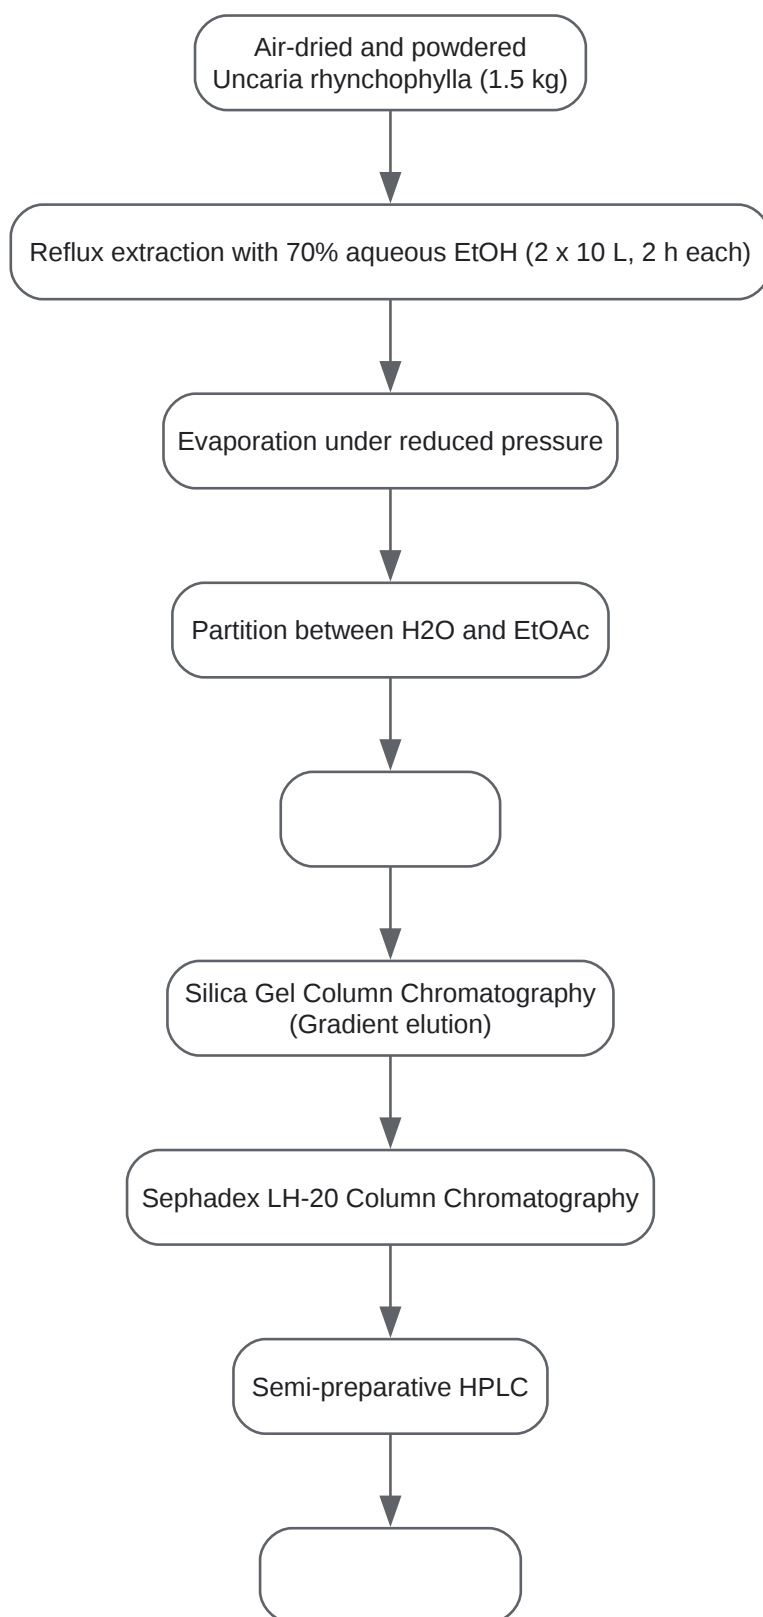 Air-dried and powdered
Uncaria rhynchophylla (1.5 kg)
Reflux extraction with 70% aqueous EtOH (2 x 10 L, 2 h each)
Evaporation under reduced pressure
Partition between H2O and EtOAc
Silica Gel Column Chromatography
(Gradient elution)
Sephadex LH-20 Column Chromatography
Semi-preparative HPLC